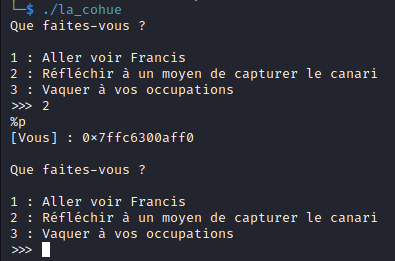 └─$ ./la_cohue
Que faites-vous ?
1 : Aller voir Francis
2 : Réfléchir à un moyen de capturer le canari
3 : Vaquer à vos occupations
>>> 2
%p
[Vous] : 0×7ffc6300aff0
Que faites-vous ?
1 : Aller voir Francis
2 : Réfléchir à un moyen de capturer le canari
3 : Vaquer à vos occupations
>>>